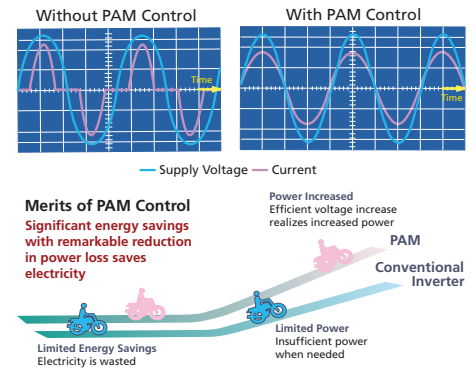 Without PAM Control
With PAM Control
Time
Time
Supply Voltage
Current
Merits of PAM Control
Significant energy savings
with remarkable reduction
in power loss saves
electricity
Power Increased
Efficient voltage increase
realizes increased power
PAM
Conventional
Inverter
Limited Energy Savings
Electricity is wasted
Limited Power
Insufficient power
when needed